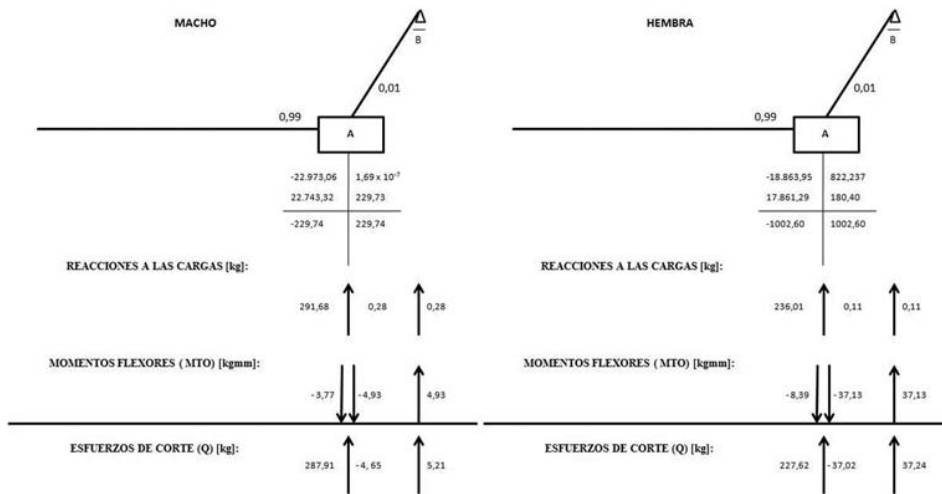 MACHO
Δ
B
0,01
0,99
A
-22.973,06 1,69 x 10⁻⁷
22.743,32 229,73
-229,74 229,74
REACCIONES A LAS CARGAS [kg]:
291,68 0,28 0,28
MOMENTOS FLEXORES ( MTO) [kgmm]:
-3,77 -4,93 4,93
ESFUERZOS DE CORTE (Q) [kg]:
287,91 -4, 65 5,21
HEMBRA
Δ
B
0,01
0,99
A
-18.863,95 822,237
17.861,29 180,40
-1002,60 1002,60
REACCIONES A LAS CARGAS [kg]:
236,01 0,11 0,11
MOMENTOS FLEXORES ( MTO) [kgmm]:
-8,39 -37,13 37,13
ESFUERZOS DE CORTE (Q) [kg]:
227,62 -37,02 37,24